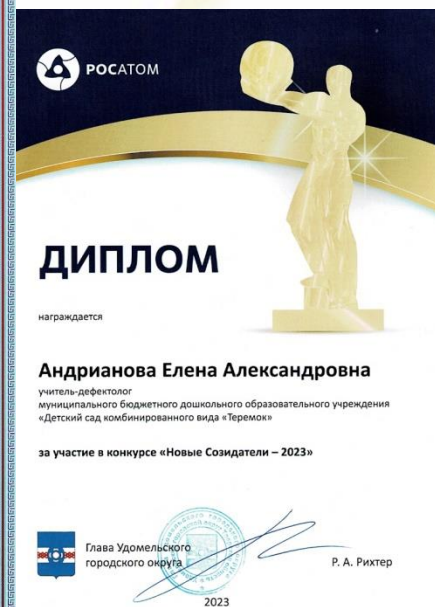 РОСАТОМ
ДИПЛОМ
награждается
Андрианова Елена Александровна
учитель-дефектолог
муниципального бюджетного дошкольного образовательного учреждения
«Детский сад комбинированного вида «Теремок»
за участие в конкурсе «Новые Созидатели – 2023»
Глава Удомельского
городского округа
Р. А. Рихтер
2023